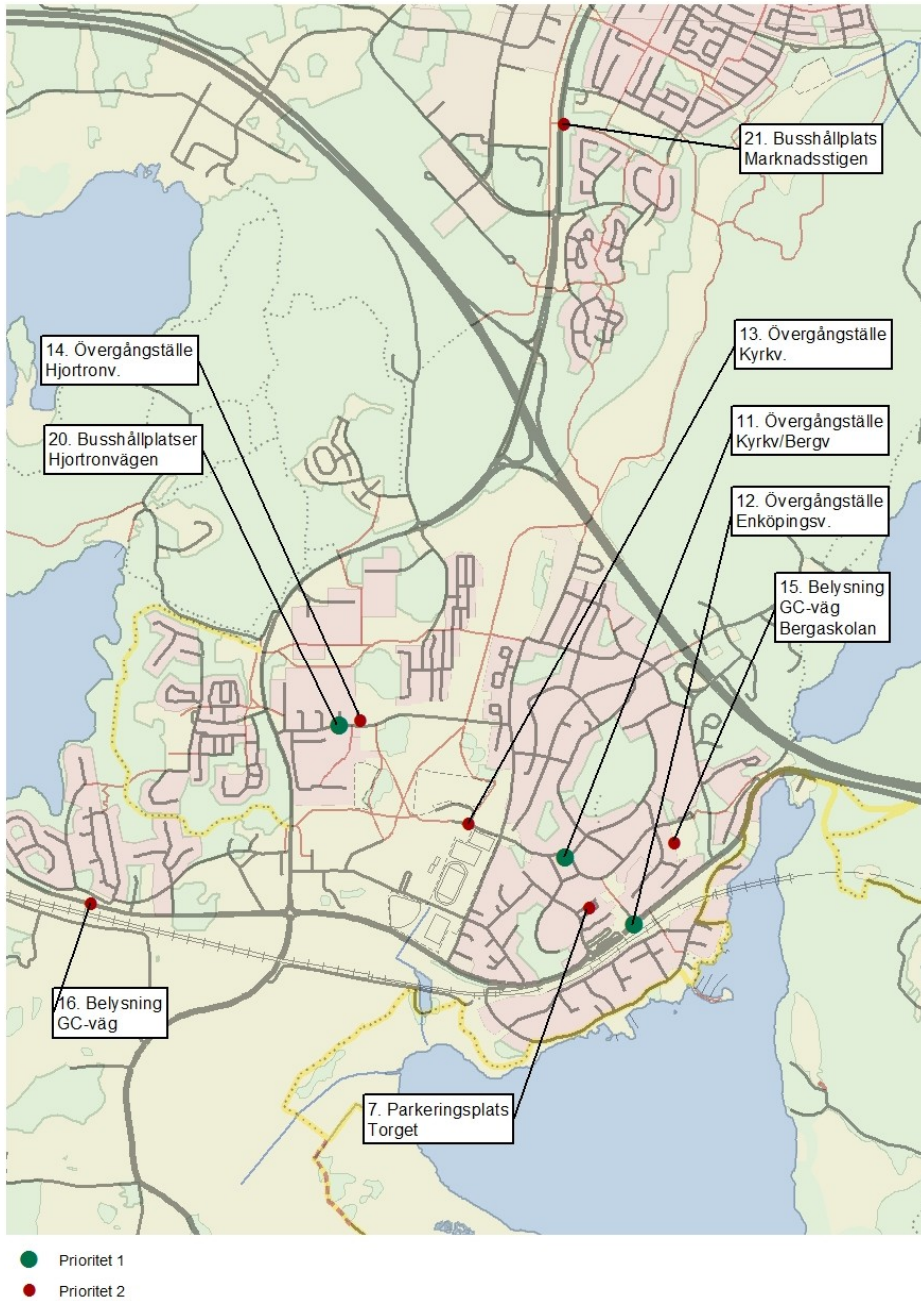 21. Busshållplats
Marknadsstigen
14. Övergångställe
Hjortronv.
13. Övergångställe
Kyrkv.
20. Busshållplatser
Hjortronvägen
11. Övergångställe
Kyrkv/Bergv
12. Övergångställe
Enköpingsv.
15. Belysning
GC-väg
Bergaskolan
16. Belysning
GC-väg
7. Parkeringsplats
Torget
Prioritet 1
Prioritet 2